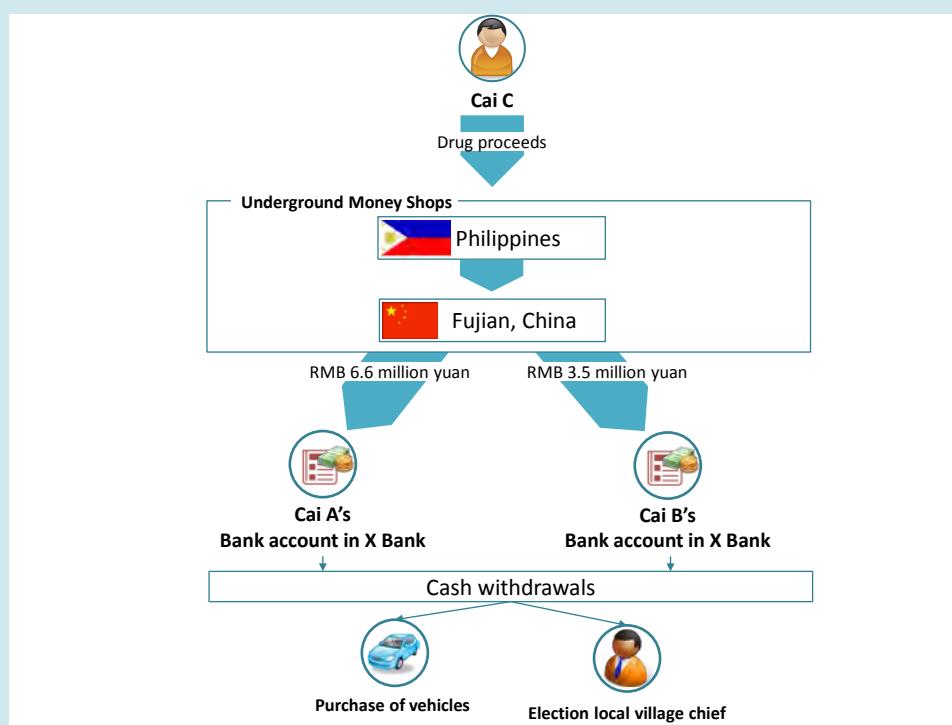 Cai C
Drug proceeds
Underground Money Shops
Philippines
Fujian, China
RMB 6.6 million yuan
RMB 3.5 million yuan
Cai A’s
Bank account in X Bank
Cai B’s
Bank account in X Bank
Cash withdrawals
Purchase of vehicles
Election local village chief